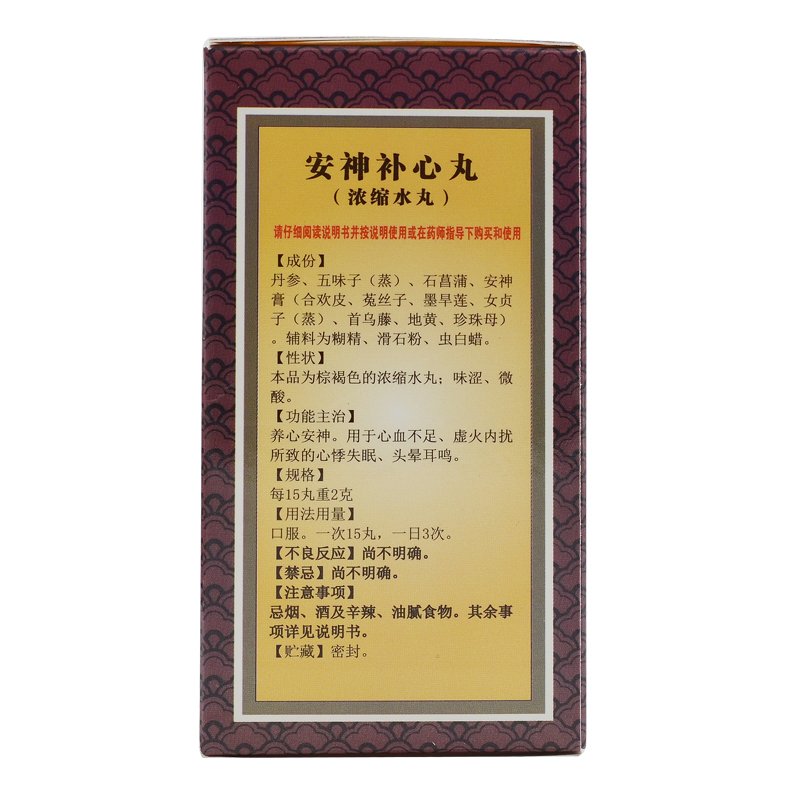 安神补心丸
（浓缩水丸）
请仔细阅读说明书并按说明使用或在药师指导下购买和使用
【成份】
丹参、五味子（蒸）、石菖蒲、安神
膏（合欢皮、菟丝子、墨旱莲、女贞
子（蒸）、首乌藤、地黄、珍珠母）
。辅料为糊精、滑石粉、虫白蜡。
【性状】
本品为棕褐色的浓缩水丸；味涩、微
酸。
【功能主治】
养心安神。用于心血不足、虚火内扰
所致的心悸失眠、头晕耳鸣。
【规格】
每15丸重2克
【用法用量】
口服。一次15丸，一日3次。
【不良反应】尚不明确。
【禁忌】尚不明确。
【注意事项】
忌烟、酒及辛辣、油腻食物。其余事
项详见说明书。
【贮藏】密封。